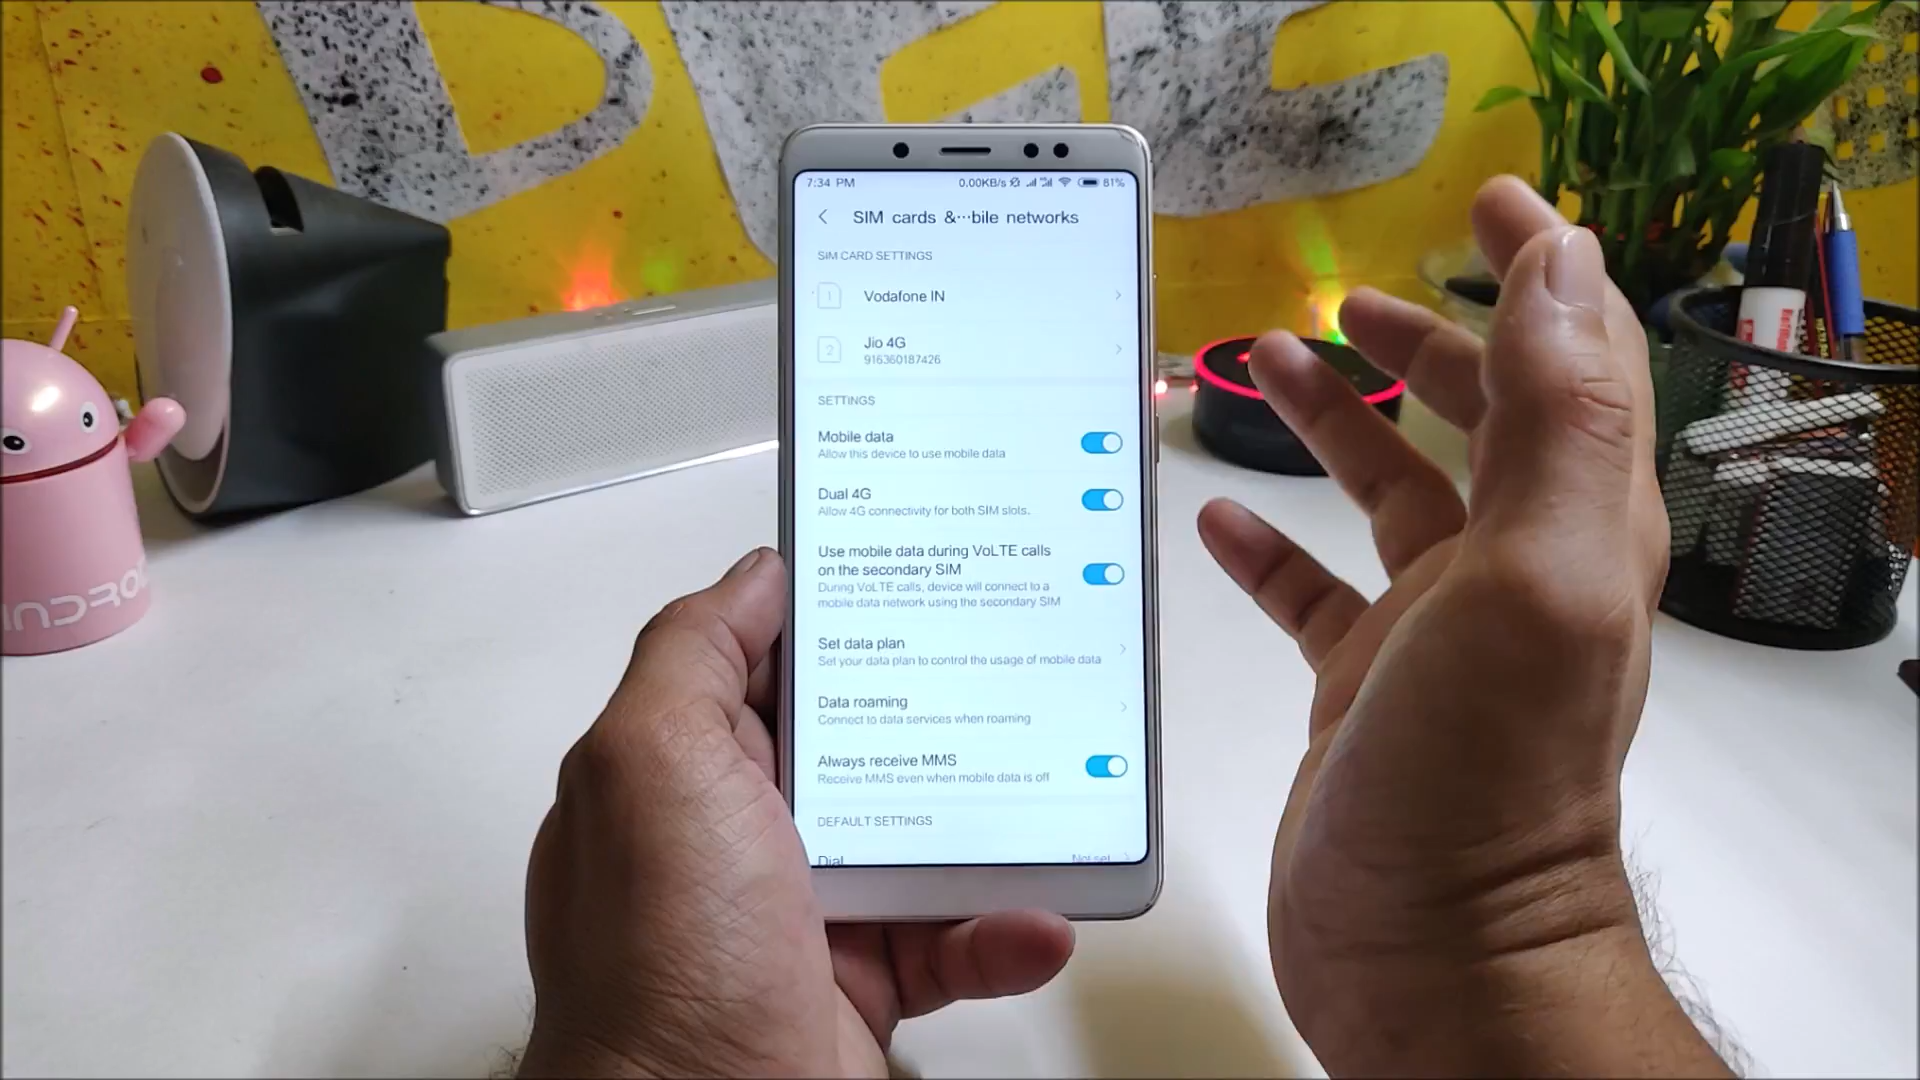 7:34 PM 0.00KB/s 81%
SIM cards &···bile networks
SIM CARD SETTINGS
1 Vodafone IN
2 Jio 4G
916360187426
SETTINGS
Mobile data
Allow this device to use mobile data
Dual 4G
Allow 4G connectivity for both SIM slots.
Use mobile data during VoLTE calls
on the secondary SIM
During VoLTE calls, device will connect to a
mobile data network using the secondary SIM
Set data plan
Set your data plan to control the usage of mobile data
Data roaming
Connect to data services when roaming
Always receive MMS
Receive MMS even when mobile data is off
DEFAULT SETTINGS
Dial Not set